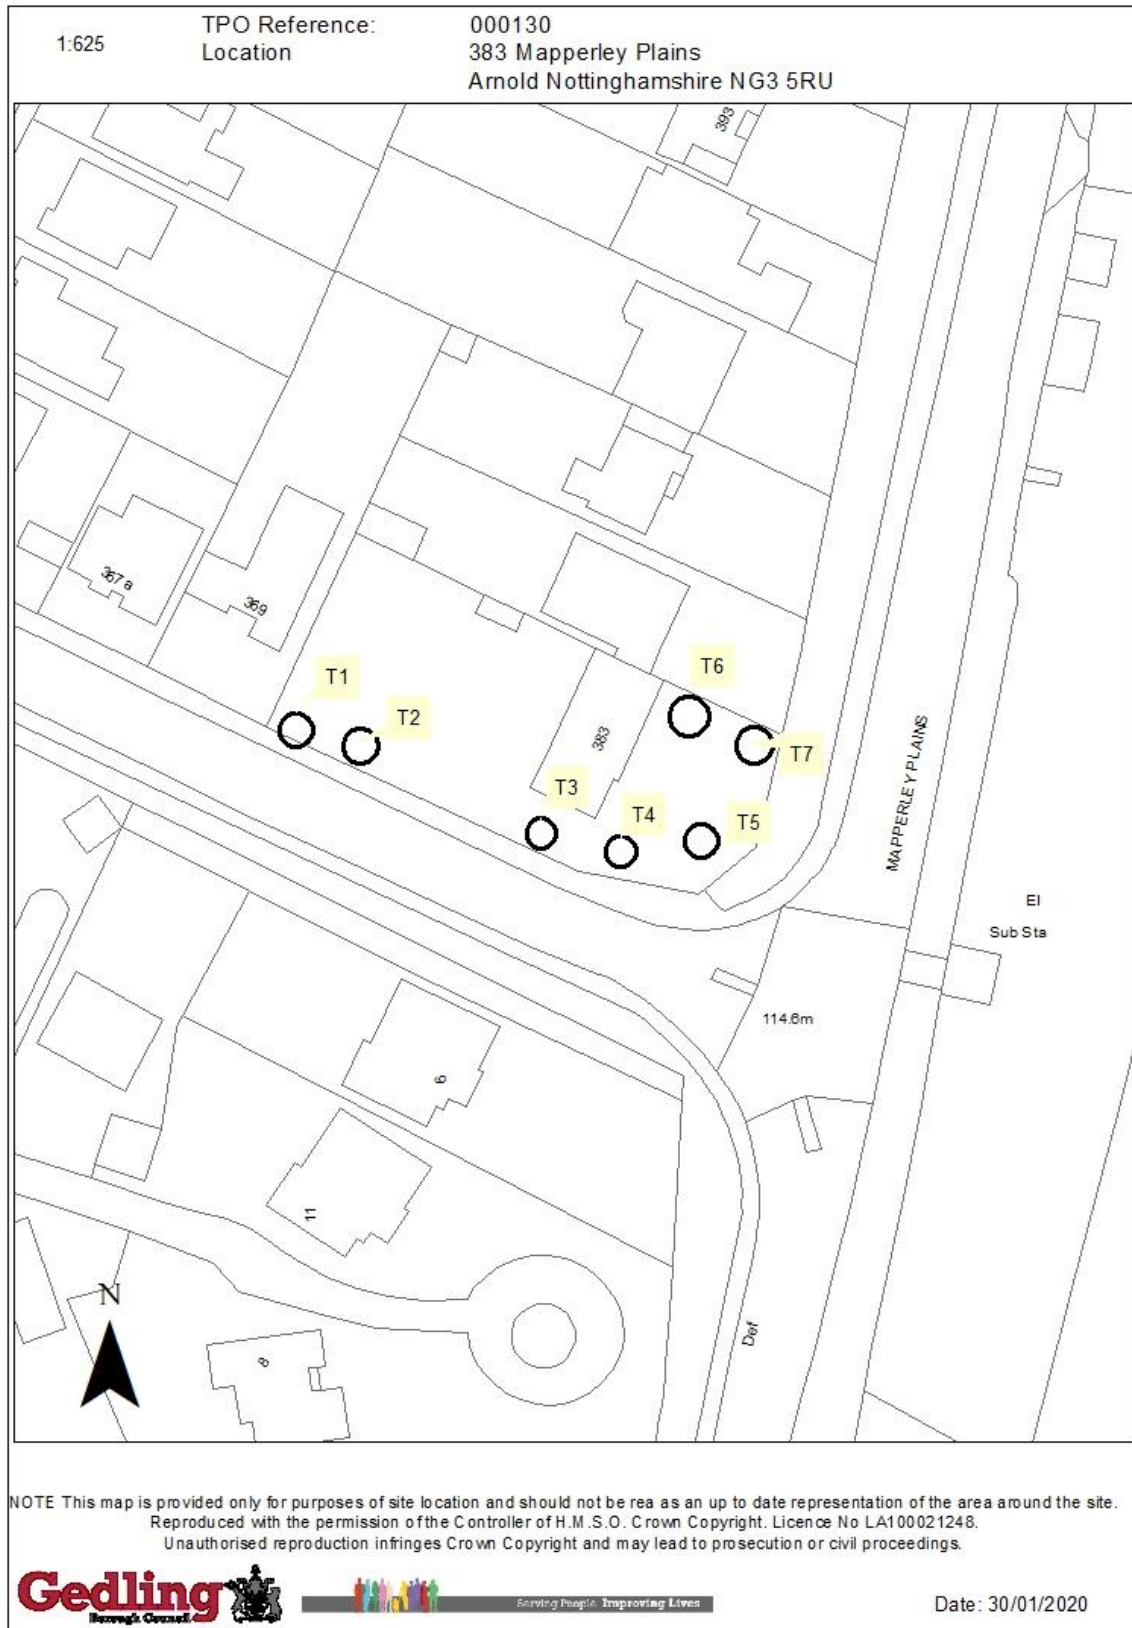 1:625
TPO Reference: 000130
Location 383 Mapperley Plains
Arnold Nottinghamshire NG3 5RU
393
367a
369
T1
T2
T6
383
MAPPERLEY PLAINS
T7
T3
T4
T5
El
Sub Sta
114.6m
6
11
N
8
Def
NOTE This map is provided only for purposes of site location and should not be rea as an up to date representation of the area around the site.
Reproduced with the permission of the Controller of H.M.S.O. Crown Copyright. Licence No LA100021248.
Unauthorised reproduction infringes Crown Copyright and may lead to prosecution or civil proceedings.
Gedling
Borough Council
Serving People Improving Lives
Date: 30/01/2020